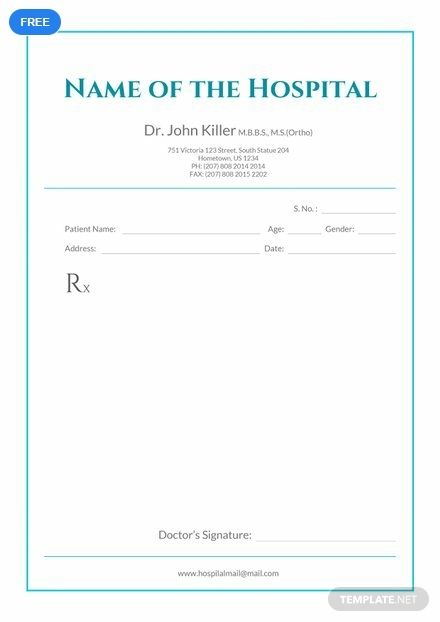 FREE
NAME OF THE HOSPITAL
Dr. John Killer M.B.B.S., M.S.(Ortho)
751 Victoria 123 Street, South Statue 204
Hometown, US 1234
PH: (207) 808 2014 2014
FAX: (207) 808 2015 2202
S. No. :
Patient Name: Age: Gender:
Address: Date:
Rx
Doctor's Signature:
www.hospilalmail@mail.com
TEMPLATE.NET